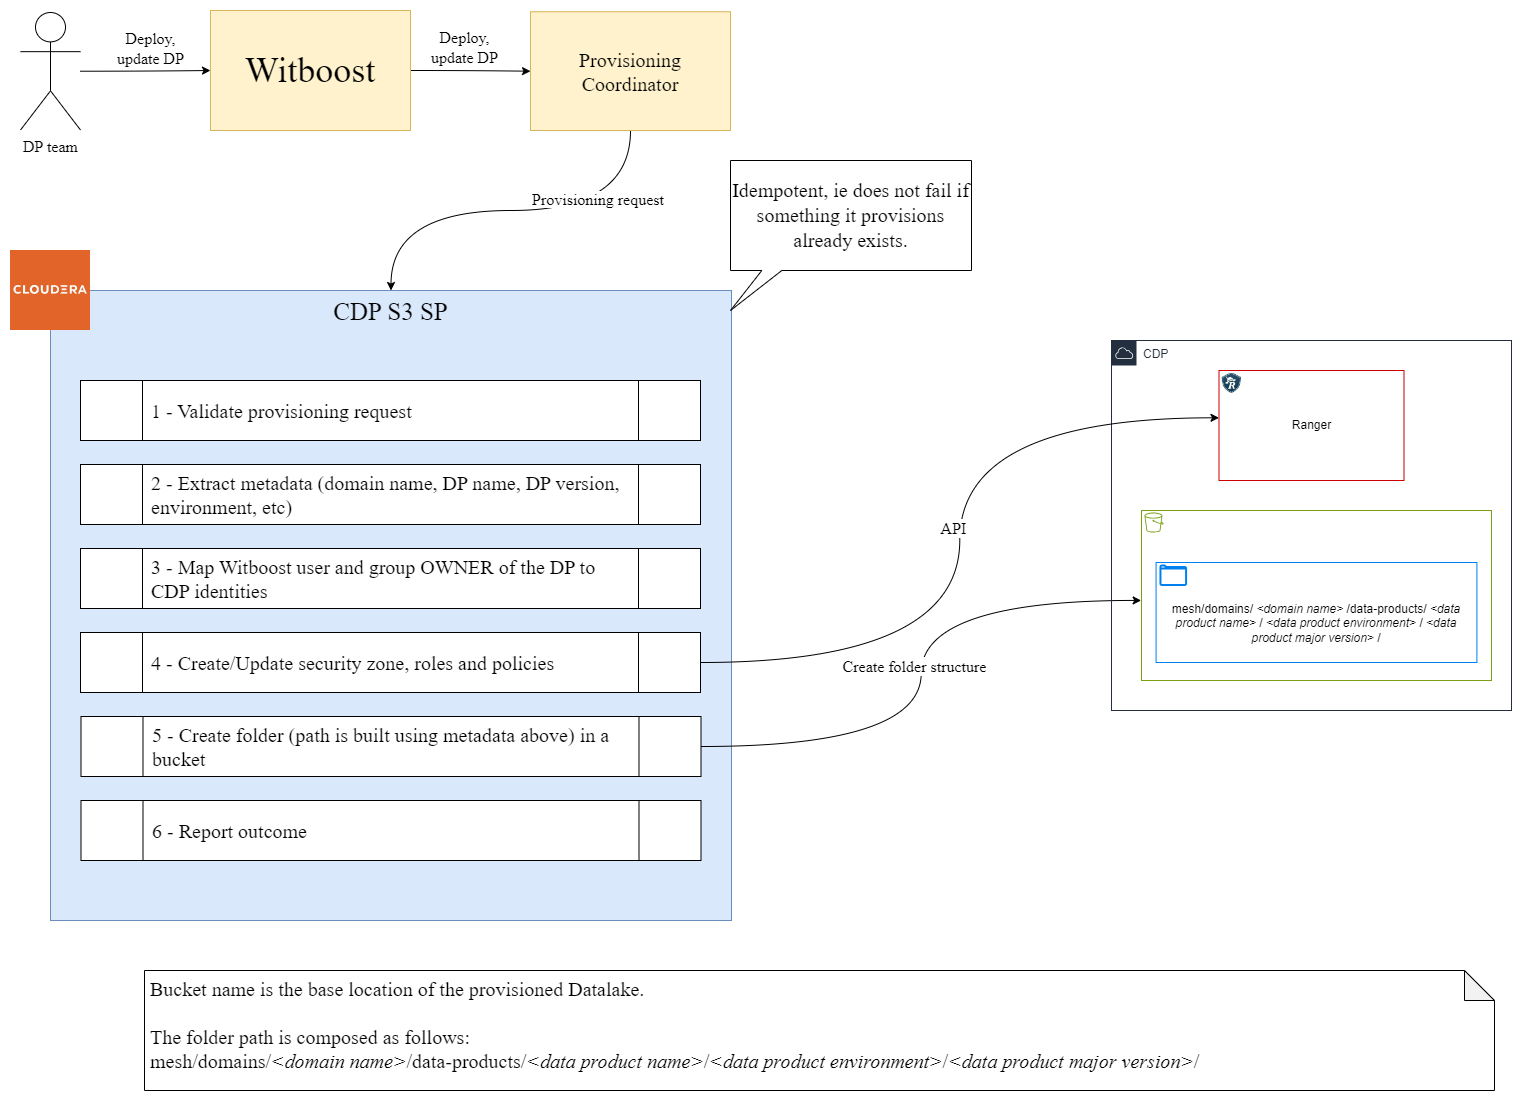 Deploy,
update DP
Witboost
Deploy,
update DP
Provisioning
Coordinator
DP team
Provisioning request
Idempotent, ie does not fail if
something it provisions
already exists.
CLOUDERA
CDP S3 SP
1 - Validate provisioning request
2 - Extract metadata (domain name, DP name, DP version,
environment, etc)
3 - Map Witboost user and group OWNER of the DP to
CDP identities
4 - Create/Update security zone, roles and policies
5 - Create folder (path is built using metadata above) in a
bucket
6 - Report outcome
API
Create folder structure
CDP
R
Ranger
mesh/domains/ <domain name> /data-products/ <data
product name> / <data product environment> / <data
product major version> /
Bucket name is the base location of the provisioned Datalake.
The folder path is composed as follows:
mesh/domains/<domain name>/data-products/<data product name>/<data product environment>/<data product major version>/